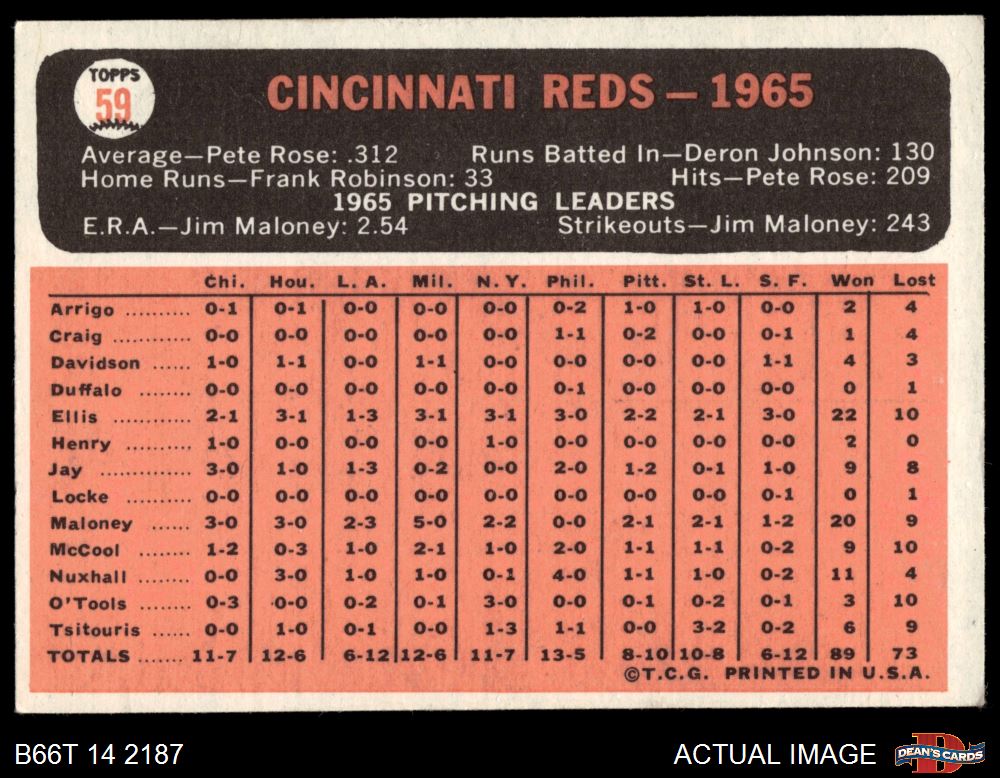 TOPPS
59
CINCINNATI REDS — 1965
Average—Pete Rose: .312 Runs Batted In—Deron Johnson: 130
Home Runs—Frank Robinson: 33 Hits—Pete Rose: 209
1965 PITCHING LEADERS
E.R.A.—Jim Maloney: 2.54 Strikeouts—Jim Maloney: 243
Chi. Hou. L. A. Mil. N. Y. Phil. Pitt. St. L. S. F. Won Lost
Arrigo .......... 0-1 0-1 0-0 0-0 0-0 0-2 1-0 1-0 0-0 2 4
Craig ............ 0-0 0-0 0-0 0-0 0-0 1-1 0-2 0-0 0-1 1 4
Davidson ...... 1-0 1-1 0-0 1-1 0-0 0-0 0-0 0-0 1-1 4 3
Duffalo ........ 0-0 0-0 0-0 0-0 0-0 0-1 0-0 0-0 0-0 0 1
Ellis ............ 2-1 3-1 1-3 3-1 3-1 3-0 2-2 2-1 3-0 22 10
Henry .......... 1-0 0-0 0-0 0-0 1-0 0-0 0-0 0-0 0-0 2 0
Jay .............. 3-0 1-0 1-3 0-2 0-0 2-0 1-2 0-1 1-0 9 8
Locke .......... 0-0 0-0 0-0 0-0 0-0 0-0 0-0 0-0 0-1 0 1
Maloney ...... 3-0 3-0 2-3 5-0 2-2 0-0 2-1 2-1 1-2 20 9
McCool ........ 1-2 0-3 1-0 2-1 1-0 2-0 1-1 1-1 0-2 9 10
Nuxhall ........ 0-0 3-0 1-0 1-0 0-1 4-0 1-1 1-0 0-2 11 4
O'Tools ........ 0-3 0-0 0-2 0-1 3-0 0-0 0-1 0-2 0-1 3 10
Tsitouris ...... 0-0 1-0 0-1 0-0 1-3 1-1 0-0 3-2 0-2 6 9
TOTALS ...... 11-7 12-6 6-12 12-6 11-7 13-5 8-10 10-8 6-12 89 73
©T.C.G. PRINTED IN U.S.A.
B66T 14 2187 ACTUAL IMAGE DEAN'S CARDS